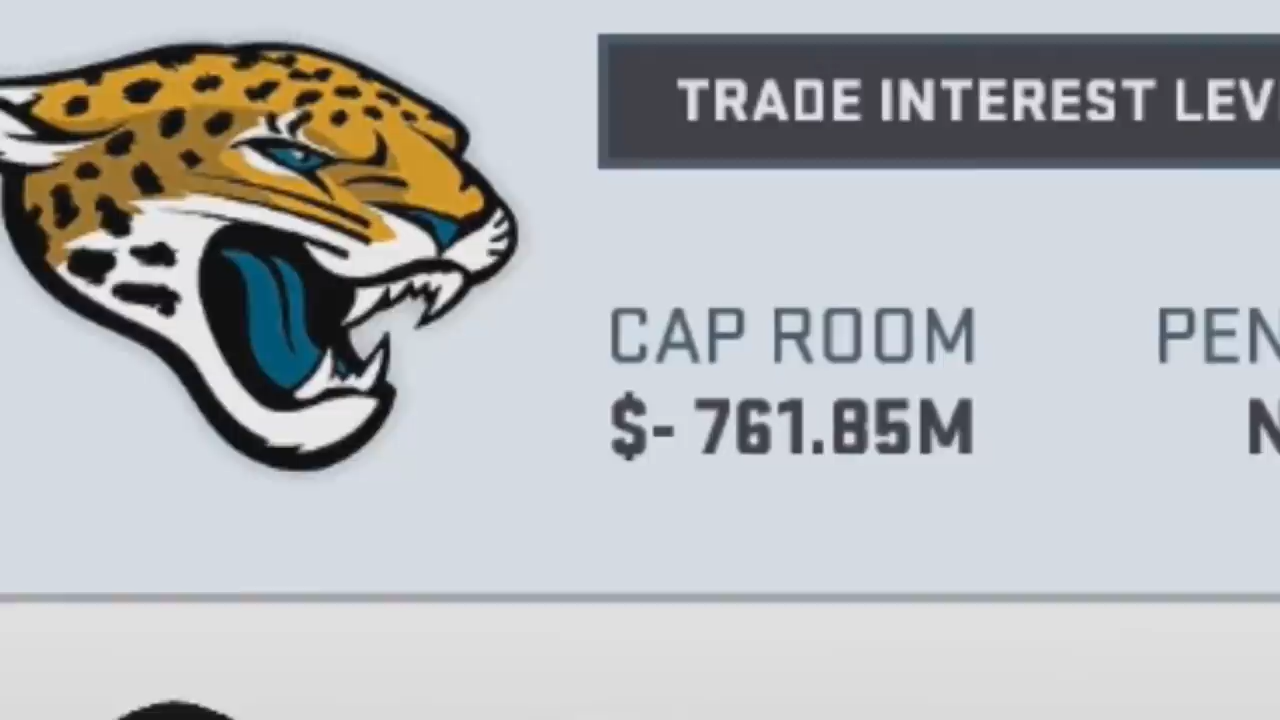 TRADE INTEREST LEV
CAP ROOM
PEN
$- 761.85M
N